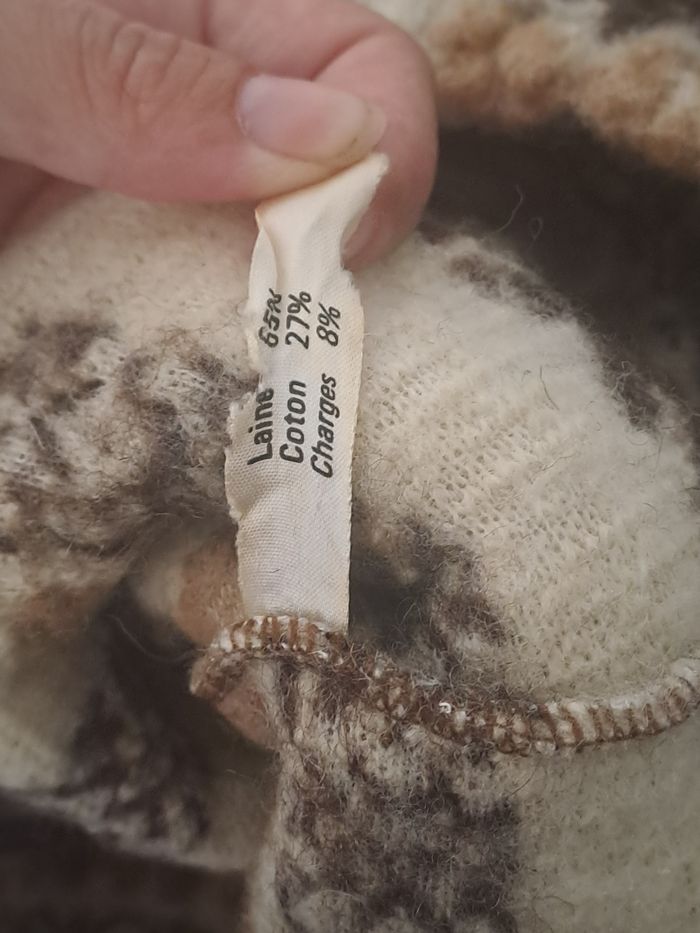 Laine 65%
Coton 27%
Charges 8%